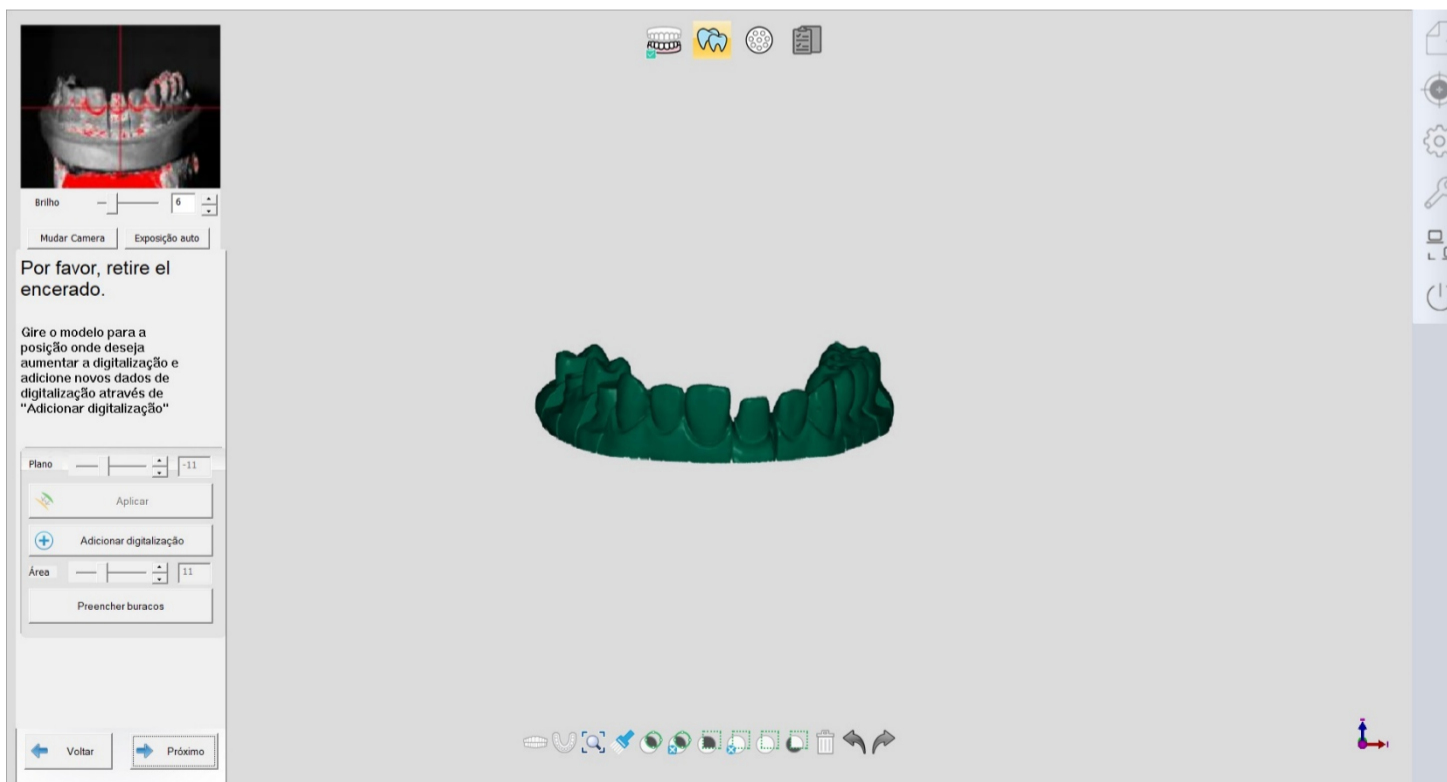 Brilho
6
Mudar Camera
Exposição auto
Por favor, retire el
encerado.
Gire o modelo para a
posição onde deseja
aumentar a digitalização e
adicione novos dados de
digitalização através de
"Adicionar digitalização"
Plano
-11
Aplicar
Adicionar digitalização
Área
11
Preencher buracos
Voltar
Próximo